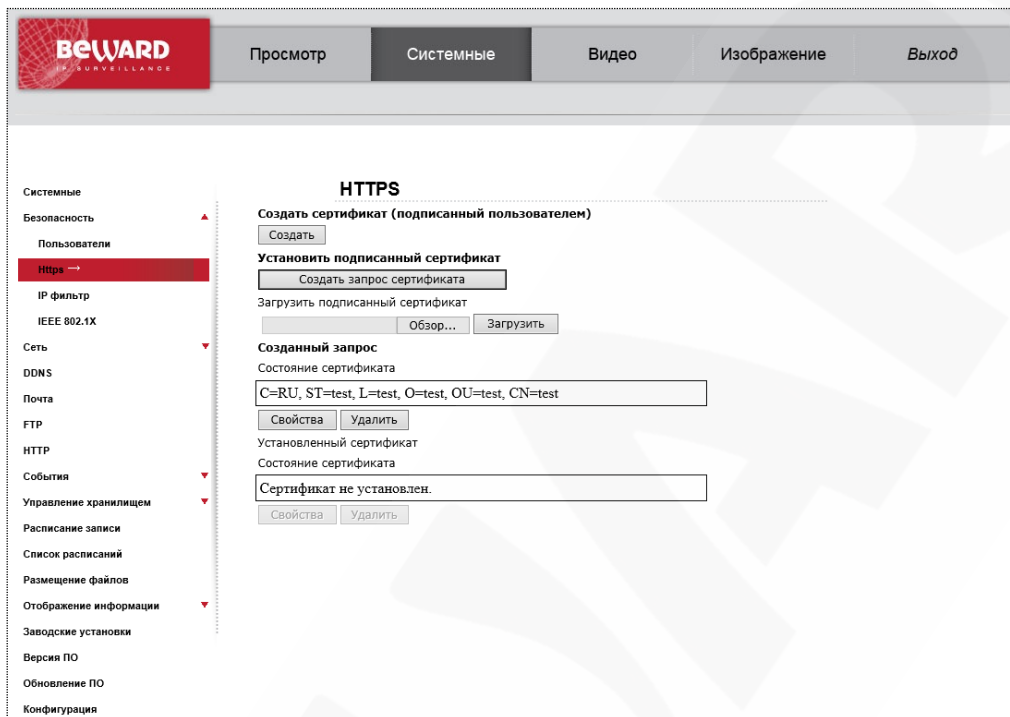 BEWARD
IP SURVEILLANCE
Просмотр
Системные
Видео
Изображение
Выход
Системные
Безопасность
Пользователи
Https →
IP фильтр
IEEE 802.1X
Сеть
DDNS
Почта
FTP
HTTP
События
Управление хранилищем
Расписание записи
Список расписаний
Размещение файлов
Отображение информации
Заводские установки
Версия ПО
Обновление ПО
Конфигурация
HTTPS
Создать сертификат (подписанный пользователем)
Создать
Установить подписанный сертификат
Создать запрос сертификата
Загрузить подписанный сертификат
Обзор... Загрузить
Созданный запрос
Состояние сертификата
C=RU, ST=test, L=test, O=test, OU=test, CN=test
Свойства Удалить
Установленный сертификат
Состояние сертификата
Сертификат не установлен.
Свойства Удалить